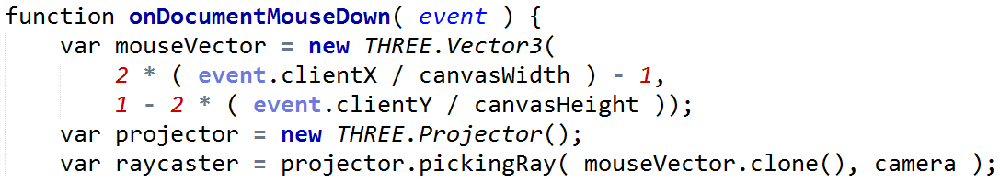 function onDocumentMouseDown( event ) {
    var mouseVector = new THREE.Vector3(
        2 * ( event.clientX / canvasWidth ) - 1,
        1 - 2 * ( event.clientY / canvasHeight ));
    var projector = new THREE.Projector();
    var raycaster = projector.pickingRay( mouseVector.clone(), camera );